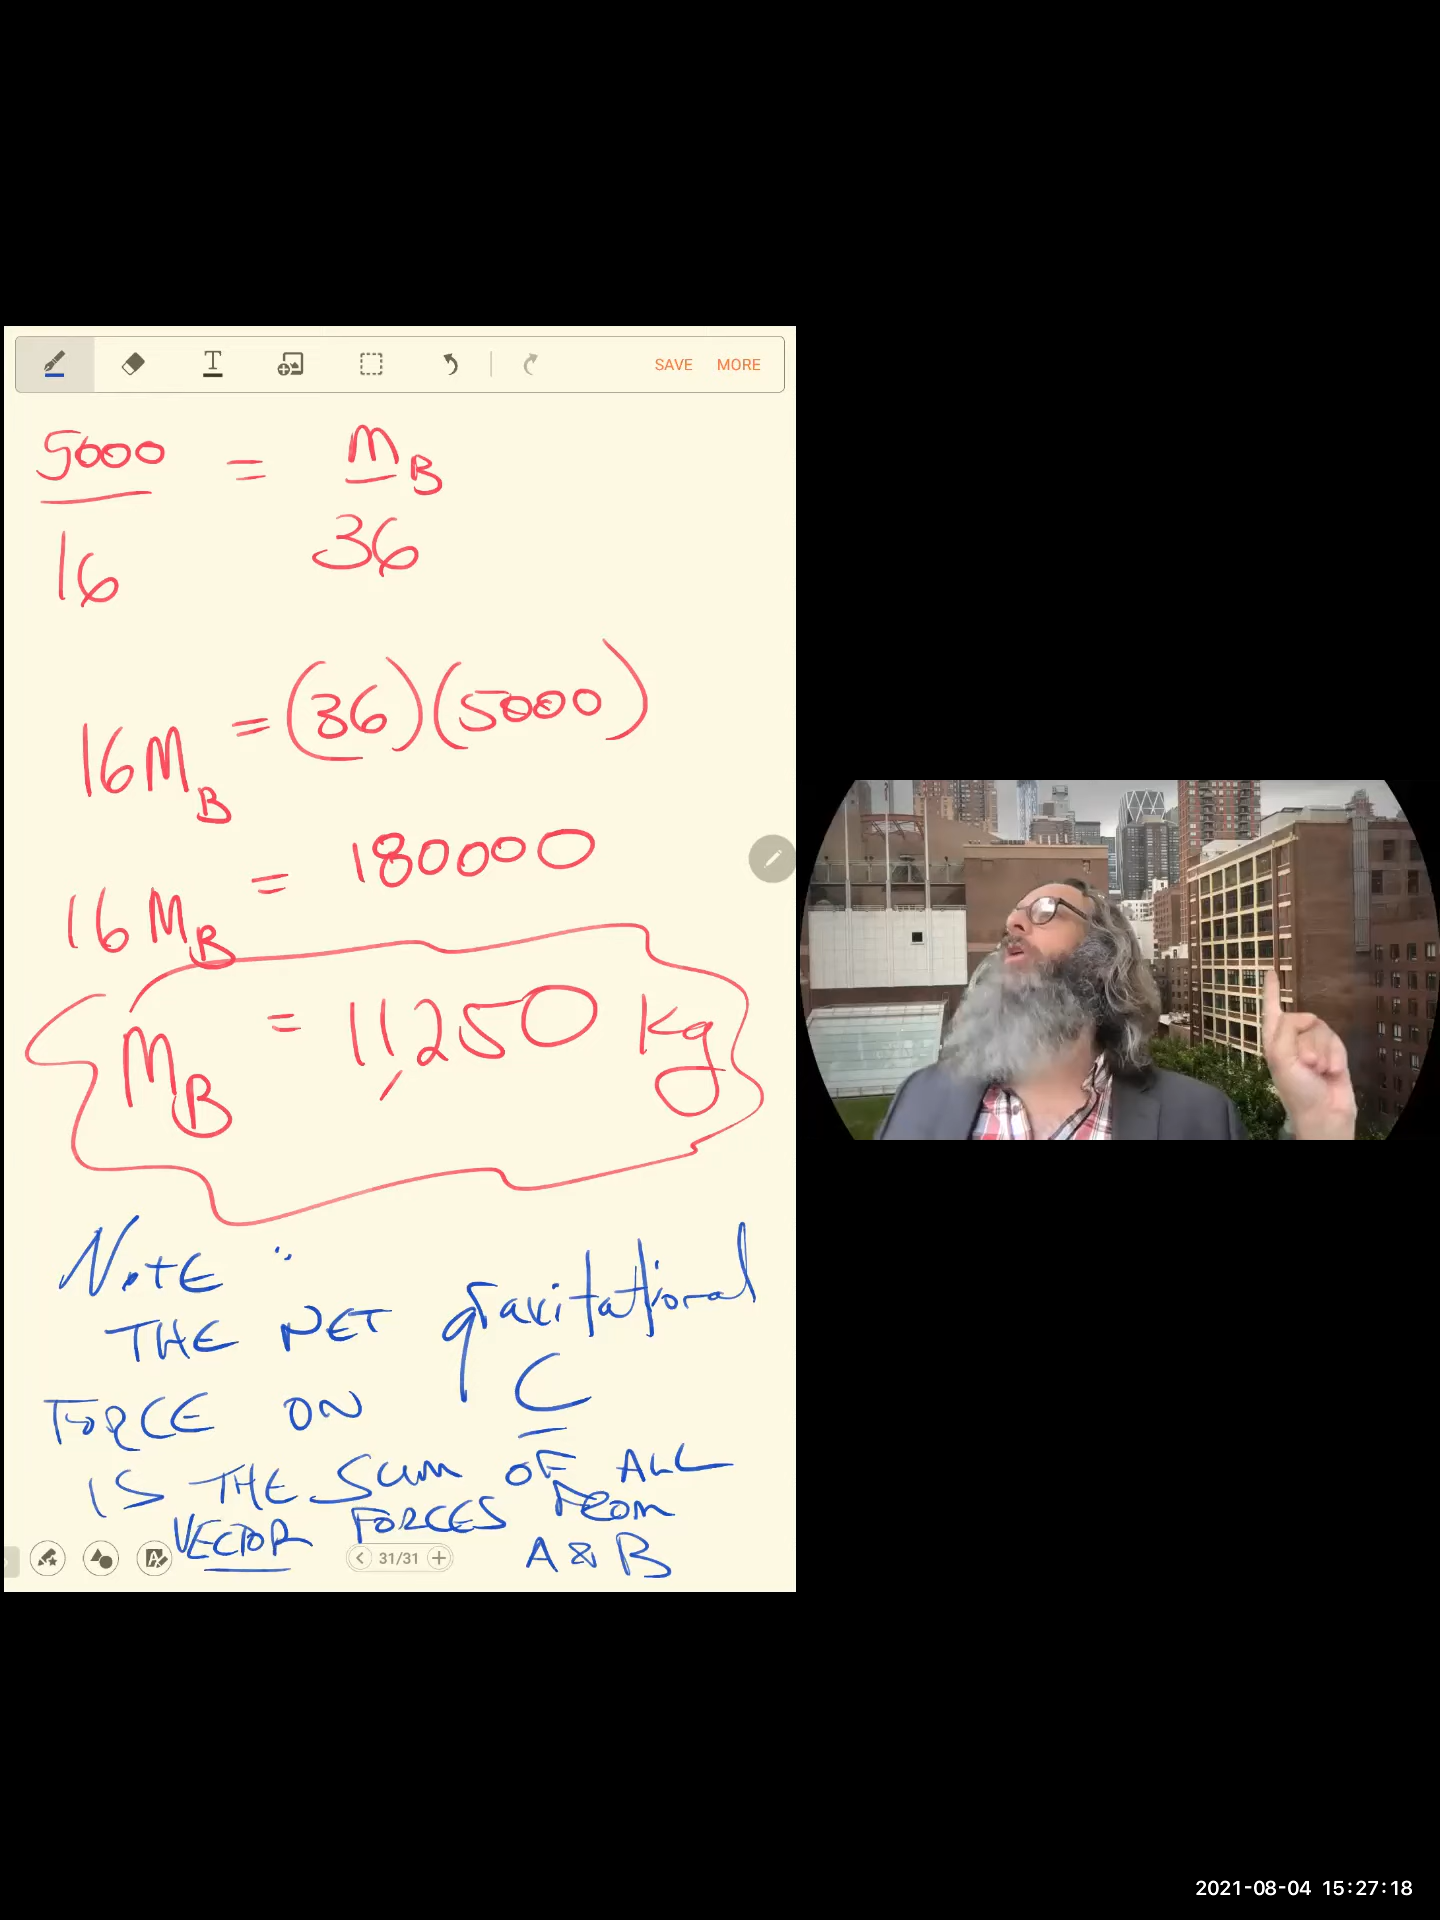 T
SAVE MORE
5000 = MB
16 36
16MB = (36)(5000)
16MB = 180000
MB = 11,250 kg
NOTE :
THE NET gravitational
FORCE ON C
IS THE SUM OF ALL
VECTOR FORCES FROM
A & B
A
31/31
2021-08-04 15:27:18